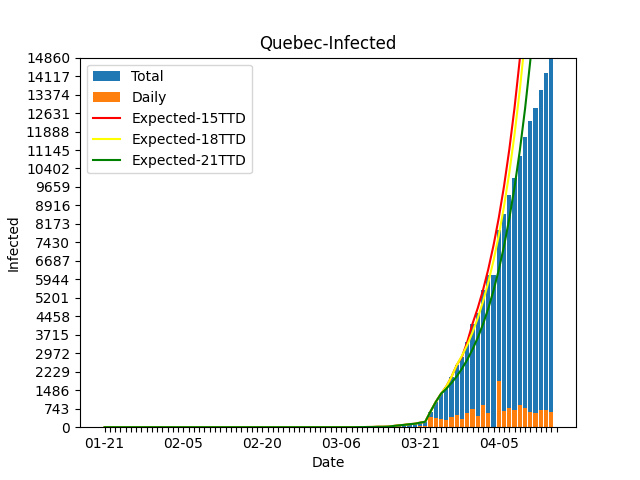 Quebec-Infected
14860
14117
13374
12631
11888
11145
10402
9659
8916
8173
7430
6687
5944
5201
4458
3715
2972
2229
1486
743
0
Infected
Total
Daily
Expected-15TTD
Expected-18TTD
Expected-21TTD
01-21 02-05 02-20 03-06 03-21 04-05
Date